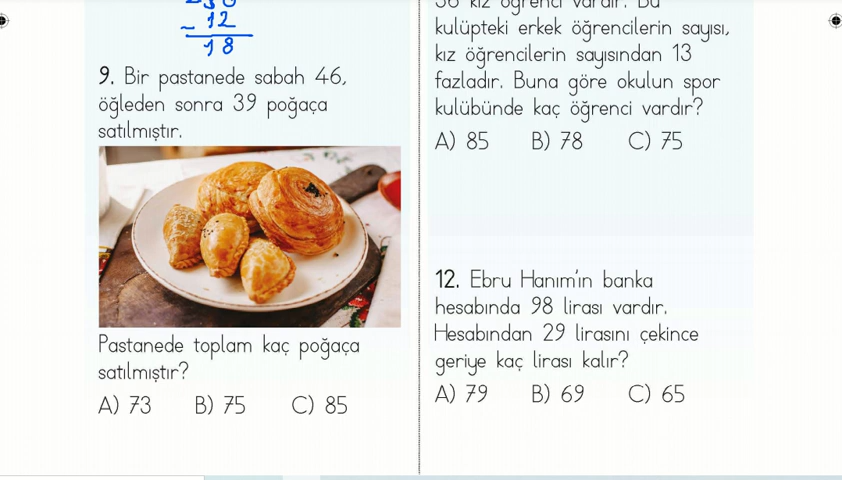 - 12
18
9. Bir pastanede sabah 46,
öğleden sonra 39 poğaça
satılmıştır.
Pastanede toplam kaç poğaça
satılmıştır?
A) 73 B) 75 C) 85
kulüpteki erkek öğrencilerin sayısı,
kız öğrencilerin sayısından 13
fazladır. Buna göre okulun spor
kulübünde kaç öğrenci vardır?
A) 85 B) 78 C) 75
12. Ebru Hanım'ın banka
hesabında 98 lirası vardır.
Hesabından 29 lirasını çekince
geriye kaç lirası kalır?
A) 79 B) 69 C) 65